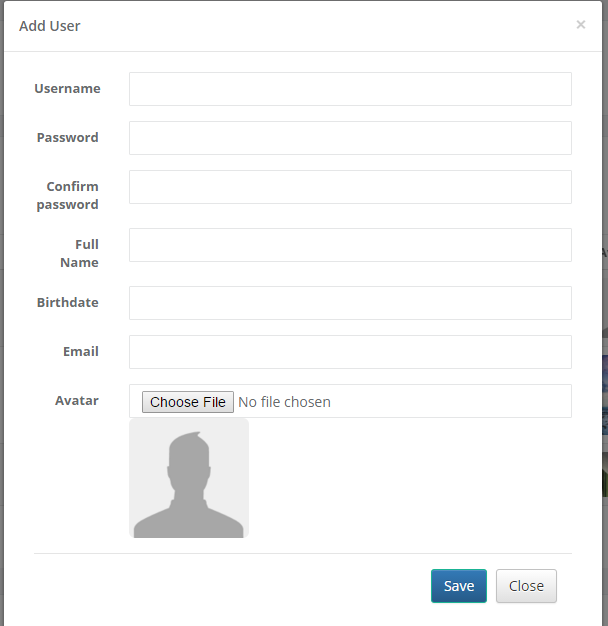 Add User ×
Username
Password
Confirm
password
Full
Name
Birthdate
Email
Avatar Choose File No file chosen
Save Close